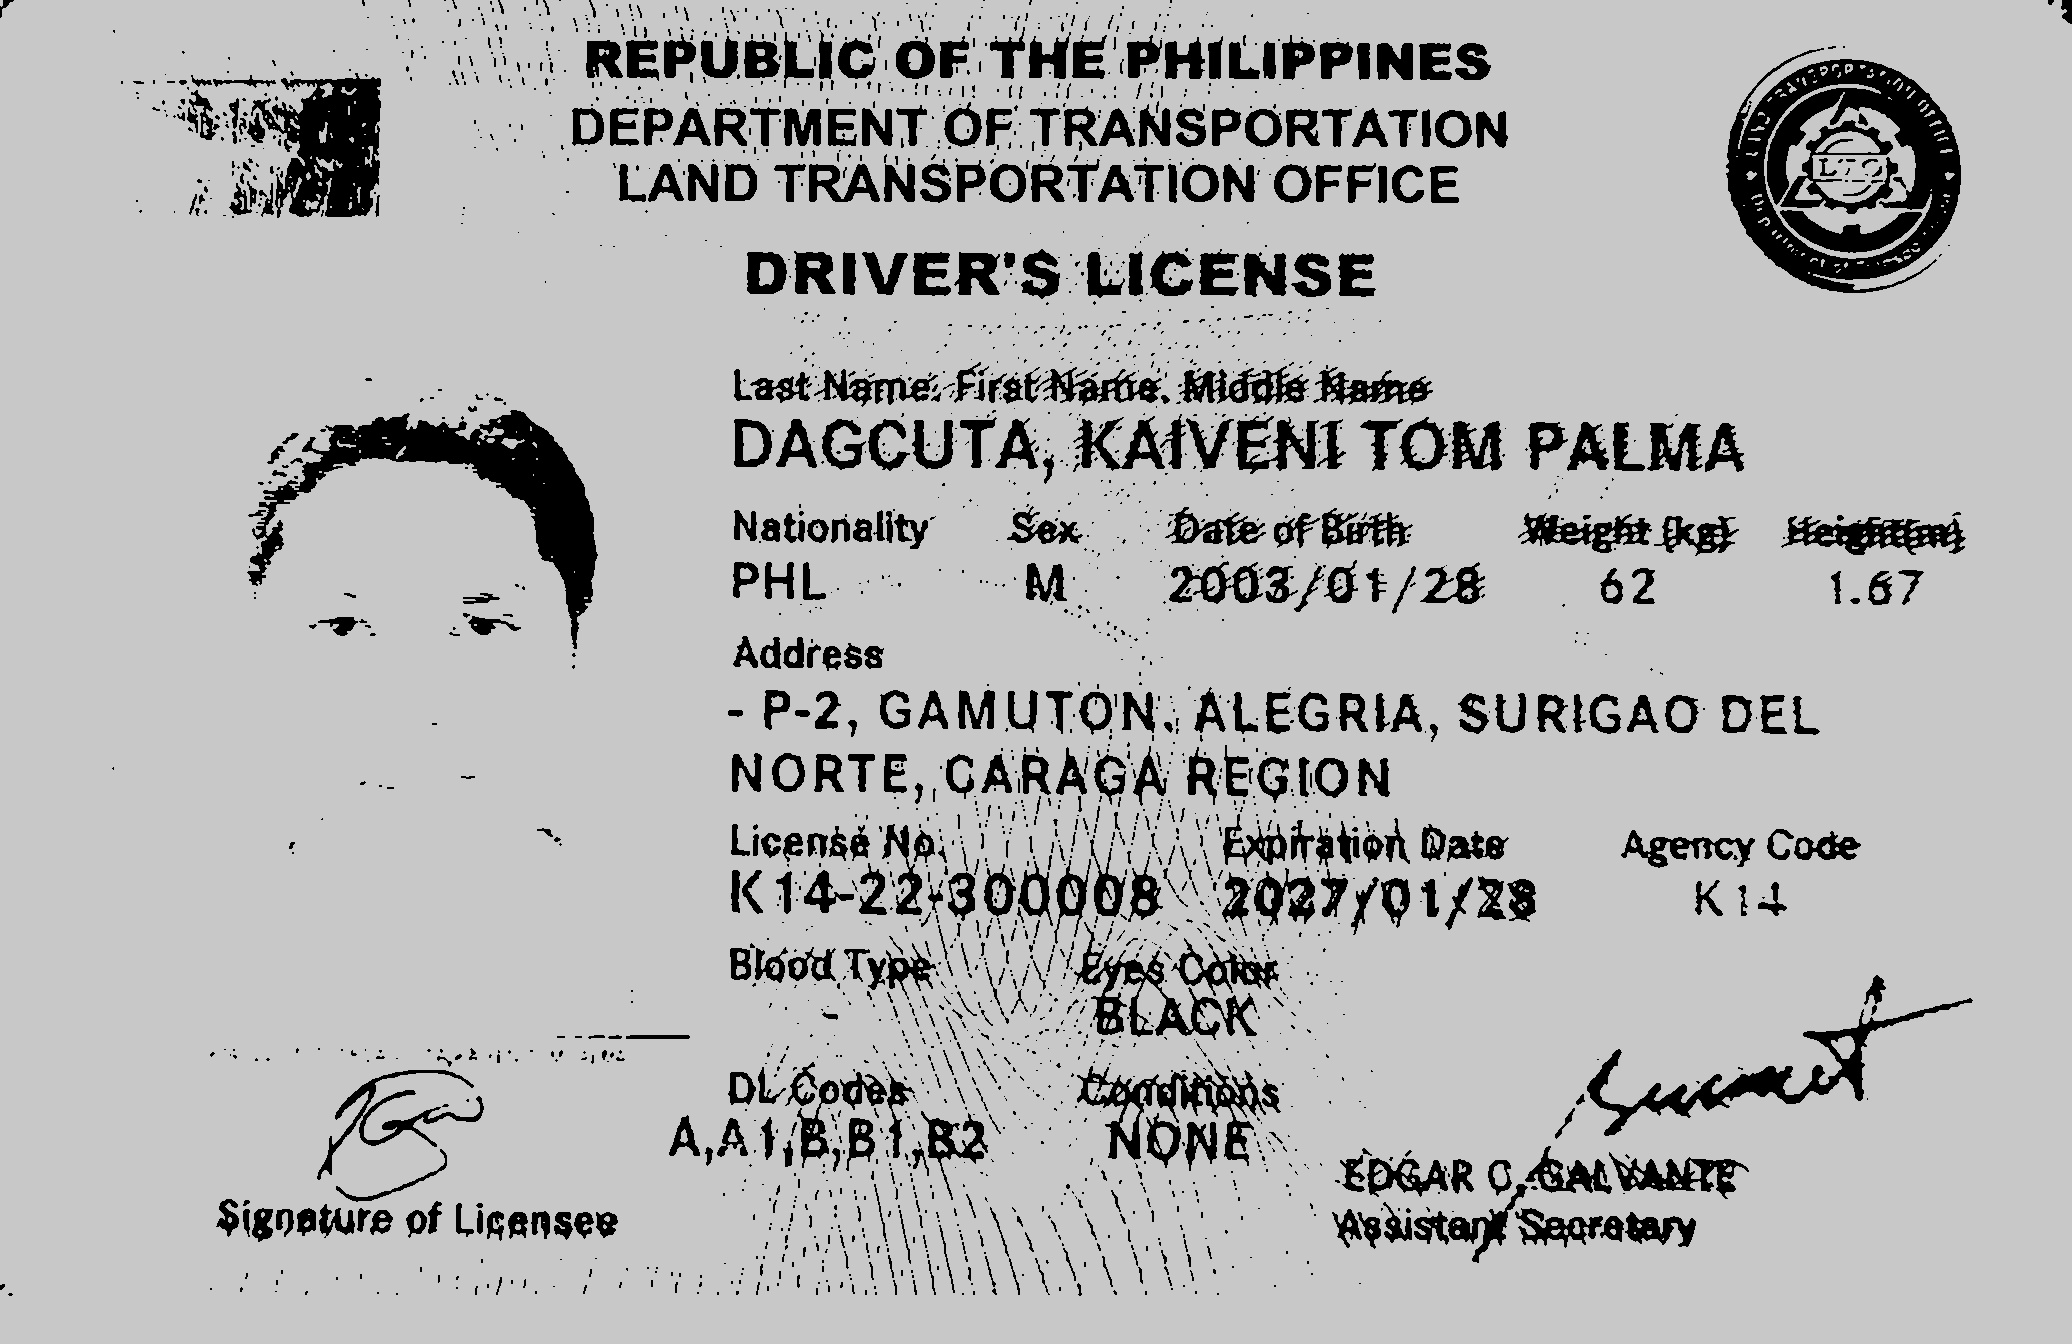 REPUBLIC OF THE PHILIPPINES
DEPARTMENT OF TRANSPORTATION
LAND TRANSPORTATION OFFICE
DRIVER'S LICENSE
LTO
Last Name, First Name, Middle Name
DAGCUTA, KAIVENI TOM PALMA
Nationality Sex Date of Birth Weight (kg) Height(m)
PHL M 2003/01/28 62 1.67
Address
- P-2, GAMUTON, ALEGRIA, SURIGAO DEL
NORTE, CARAGA REGION
License No. Expiration Date Agency Code
K14-22-300008 2027/01/28 K14
Blood Type Eyes Color
- BLACK
DL Codes Conditions
A,A1,B,B1,B2 NONE
EDGAR C. GALVANTE
Assistant Secretary
Signature of Licensee